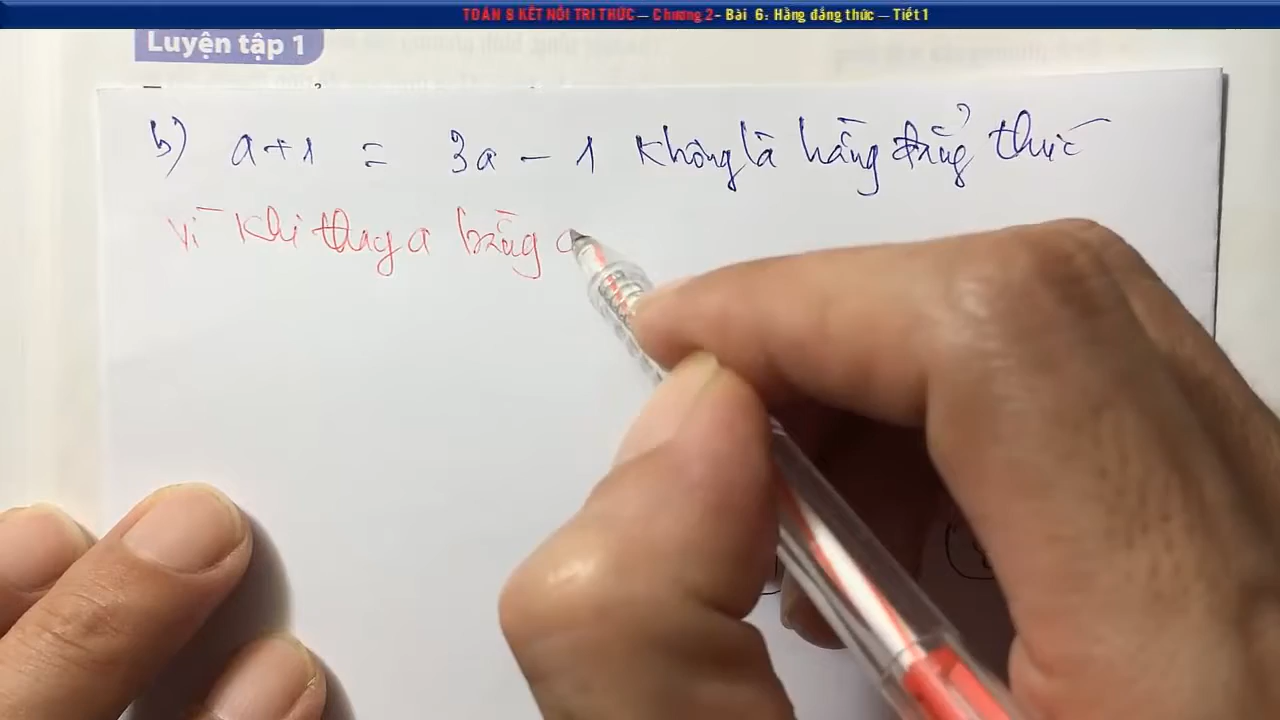 TOÁN 8 KẾT NỐI TRI THỨC – Chương 2 - Bài 6: Hằng đẳng thức – Tiết 1
Luyện tập 1
b) a+1 = 3a - 1 không là hằng đẳng thức
vì khi thay a bằng